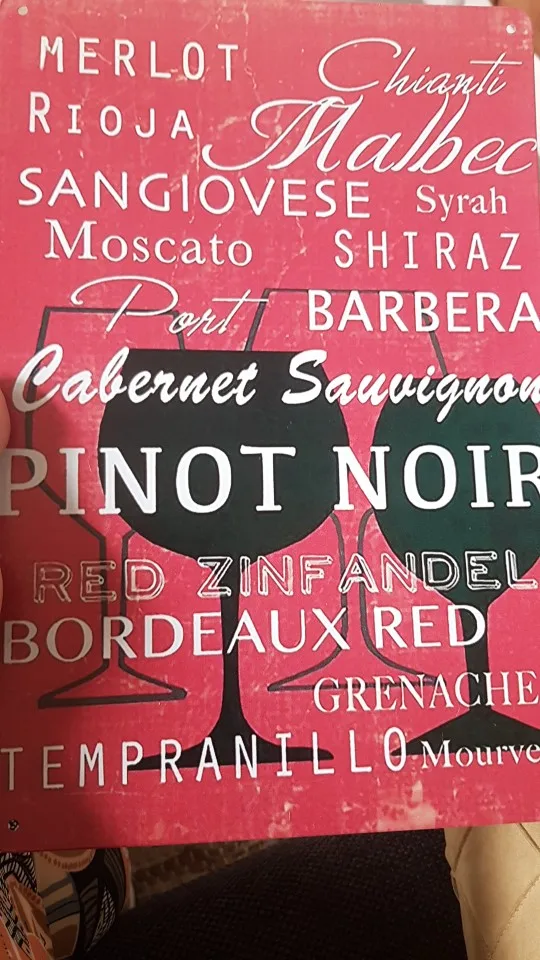 MERLOT Chianti
RIOJA Malbec
SANGIOVESE Syrah
Moscato SHIRAZ
Port BARBERA
Cabernet Sauvignon
PINOT NOIR
RED ZINFANDEL
BORDEAUX RED
GRENACHE
TEMPRANILLO Mourve